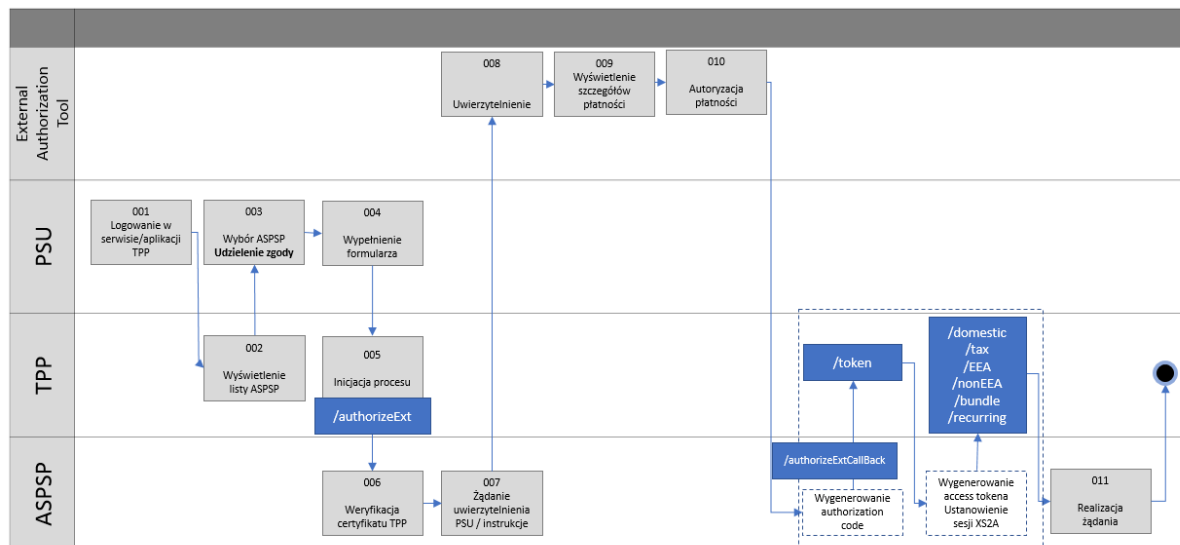 External
Authorization
Tool
008
Uwierzytelnienie
009
Wyświetlenie
szczegółów
płatności
010
Autoryzacja
płatności
PSU
001
Logowanie w
serwisie/aplikacji
TPP
003
Wybór ASPSP
Udzielenie zgody
004
Wypełnienie
formularza
TPP
002
Wyświetlenie
listy ASPSP
005
Inicjacja procesu
/authorizeExt
/token
/domestic
/tax
/EEA
/nonEEA
/bundle
/recurring
ASPSP
006
Weryfikacja
certyfikatu TPP
007
Żądanie
uwierzytelnienia
PSU / instrukcje
/authorizeExtCallBack
Wygenerowanie
authorization
code
Wygenerowanie
access tokena
Ustanowienie
sesji XS2A
011
Realizacja
żądania